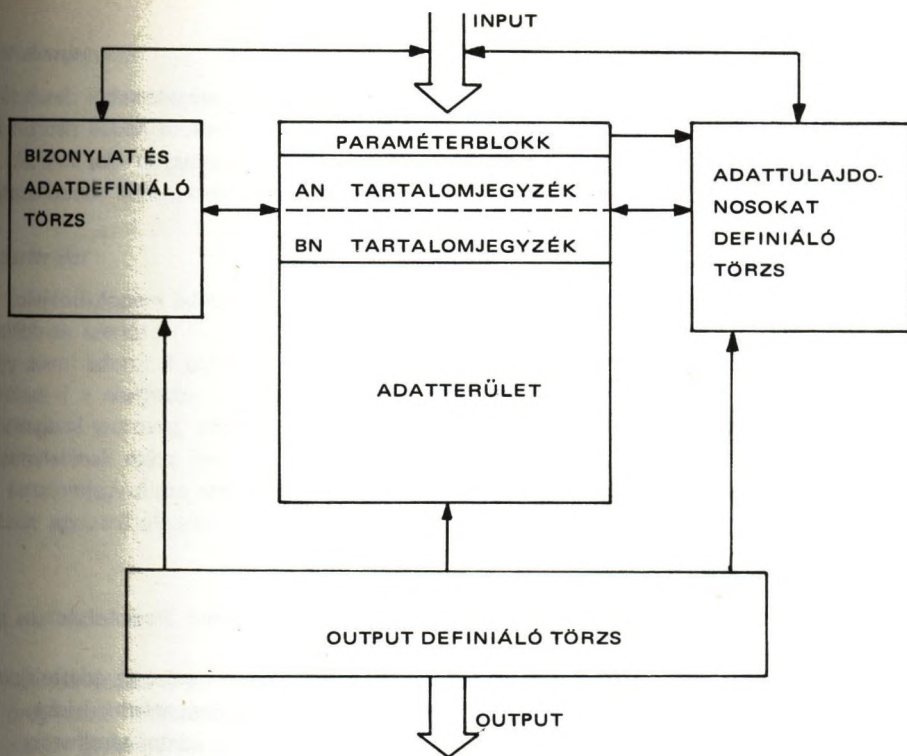 INPUT
BIZONYLAT ÉS
ADATDEFINIÁLÓ
TÖRZS
PARAMÉTERBLOKK
AN TARTALOMJEGYZÉK
BN TARTALOMJEGYZÉK
ADATTERÜLET
ADATTULAJDO-
NOSOKAT
DEFINIÁLÓ
TÖRZS
OUTPUT DEFINIÁLÓ TÖRZS
OUTPUT